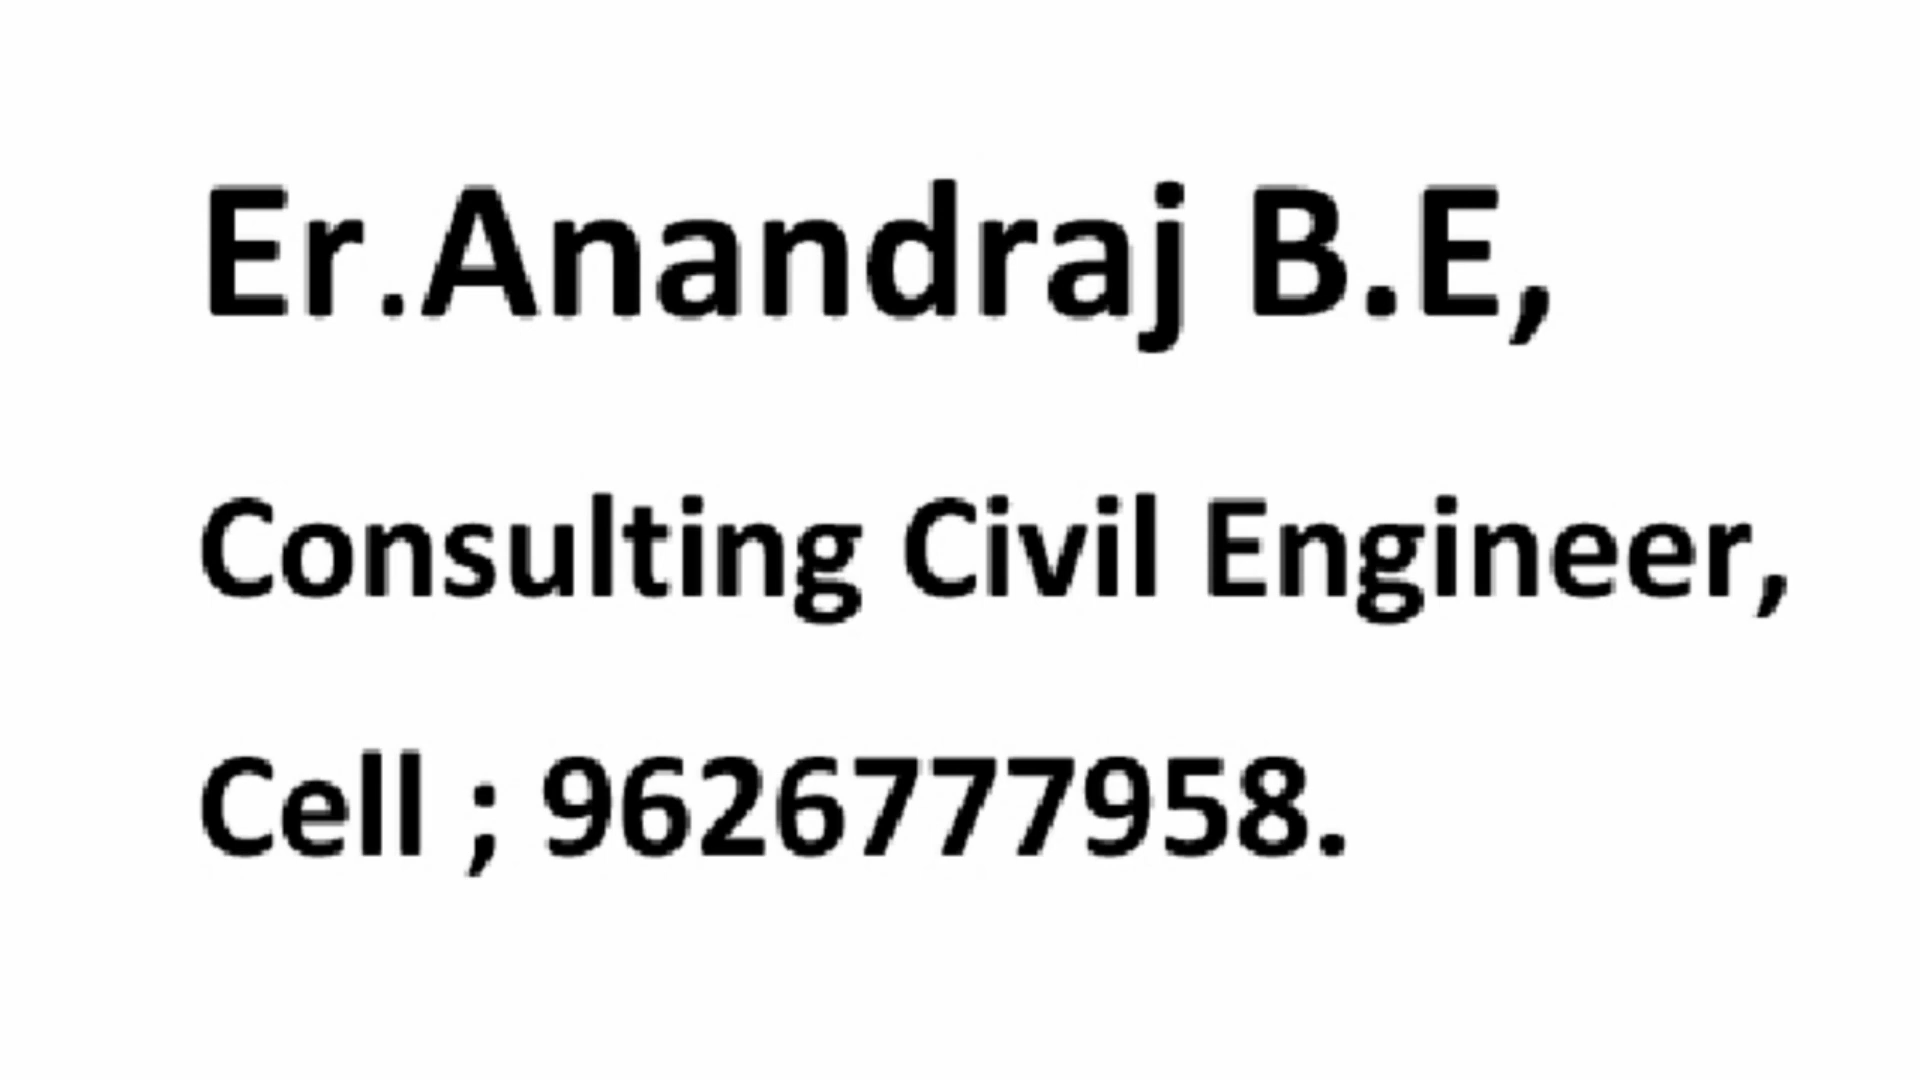 Er.Anandraj B.E,
Consulting Civil Engineer,
Cell ; 9626777958.